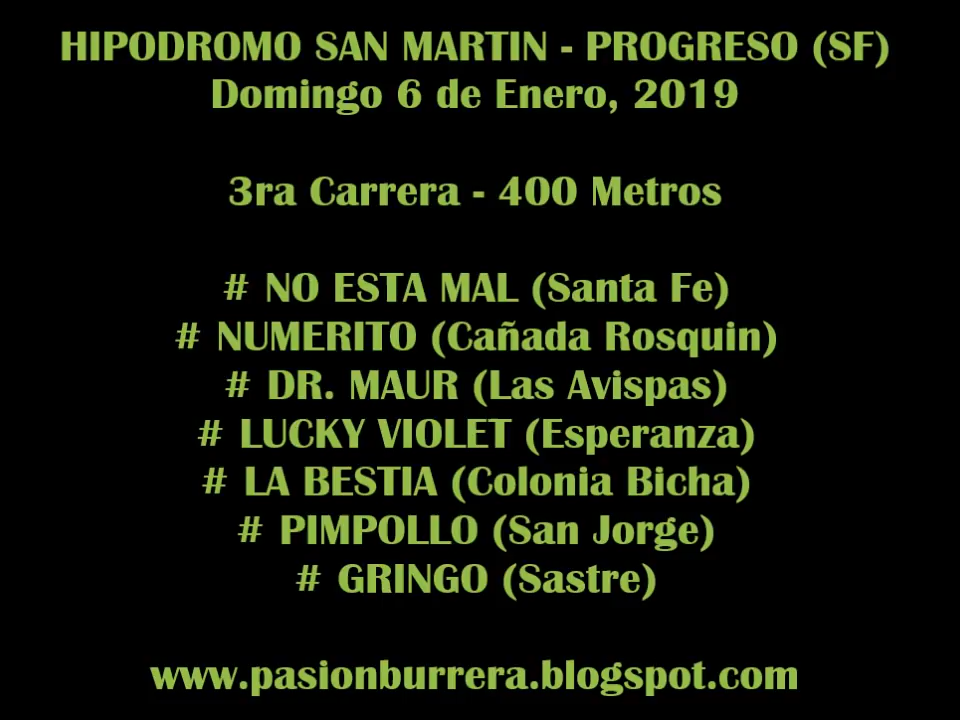 HIPODROMO SAN MARTIN - PROGRESO (SF)
Domingo 6 de Enero, 2019
3ra Carrera - 400 Metros
# NO ESTA MAL (Santa Fe)
# NUMERITO (Cañada Rosquin)
# DR. MAUR (Las Avispas)
# LUCKY VIOLET (Esperanza)
# LA BESTIA (Colonia Bicha)
# PIMPOLLO (San Jorge)
# GRINGO (Sastre)
www.pasionburrera.blogspot.com